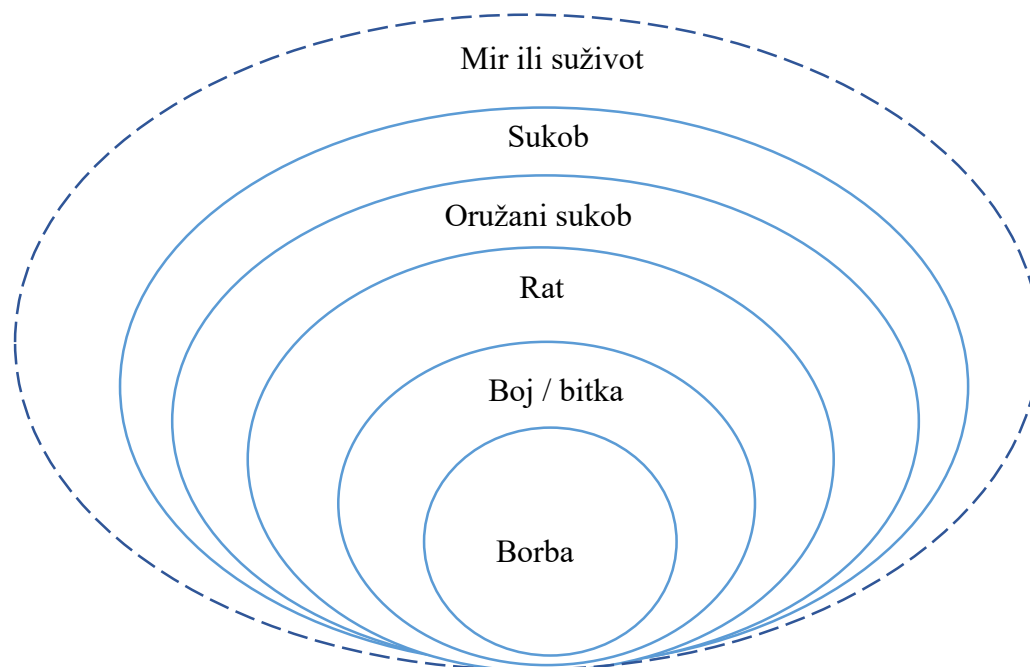 Mir ili suživot
Sukob
Oružani sukob
Rat
Boj / bitka
Borba